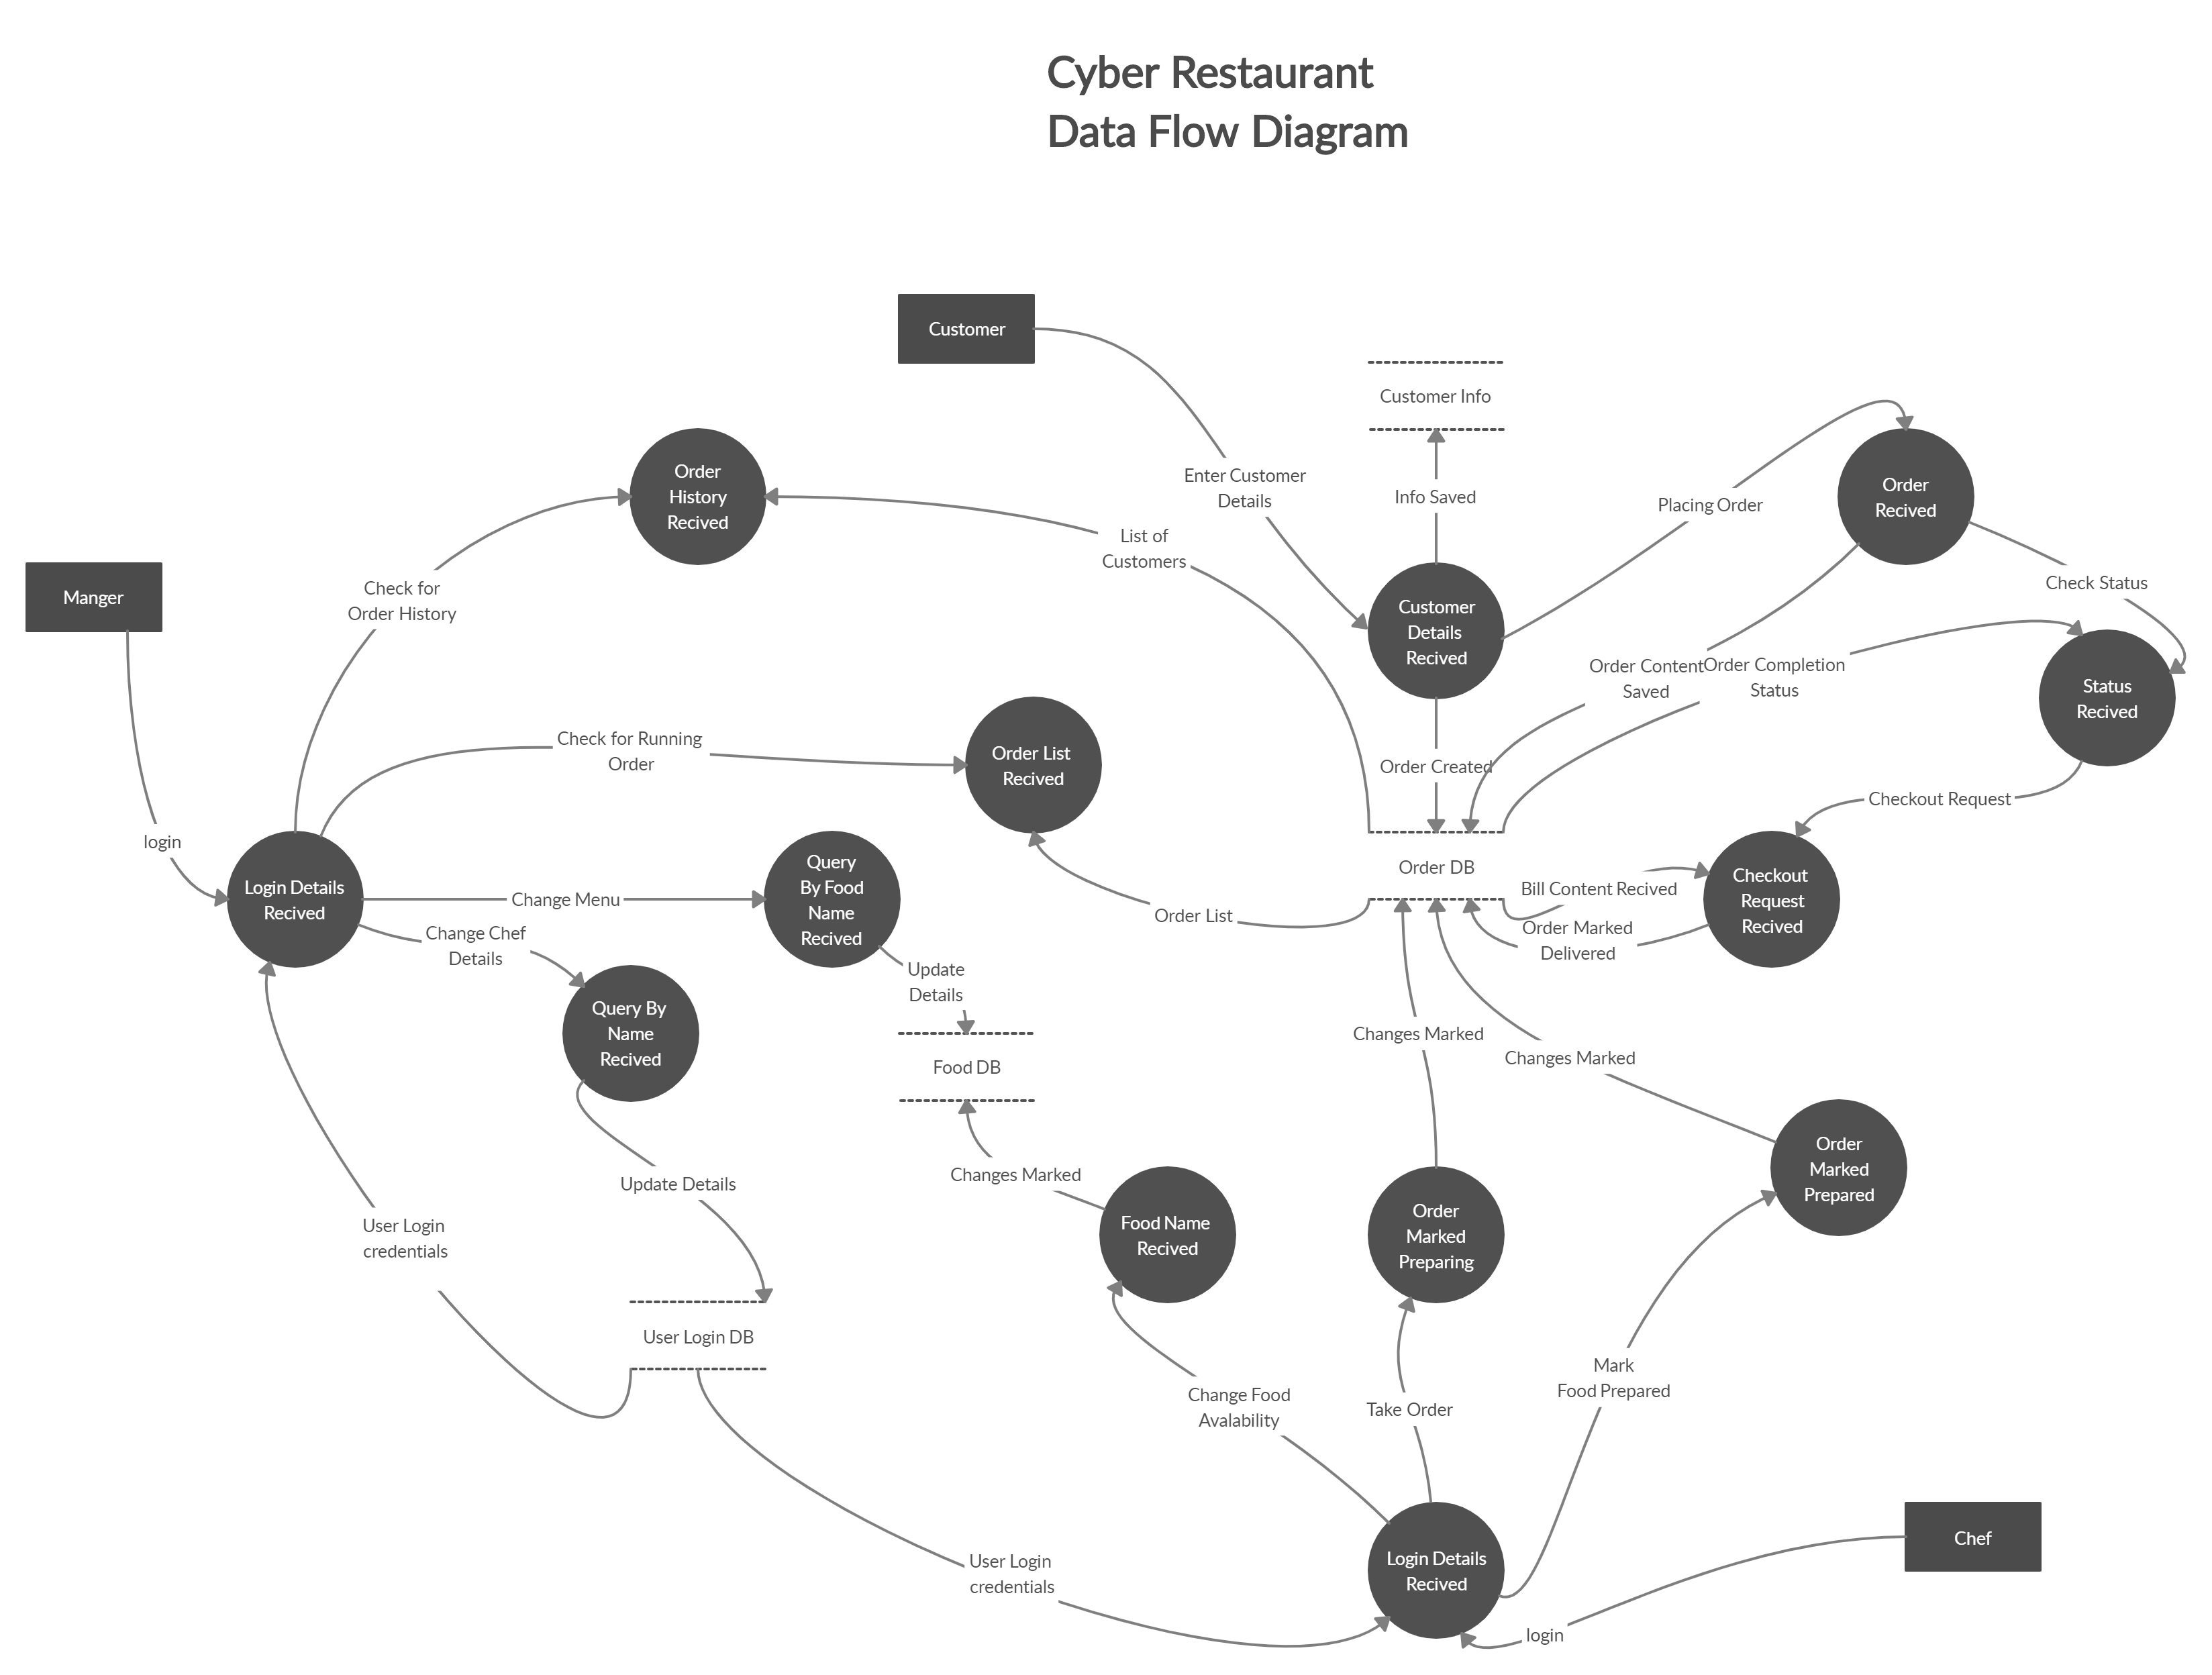 Cyber Restaurant
Data Flow Diagram
Customer
Customer Info
Order
History
Recived
Enter Customer
Details
Info Saved
Placing Order
Order
Recived
List of
Customers
Manger
Check for
Order History
Customer
Details
Recived
Check Status
Order Content
Saved
Order Completion
Status
Status
Recived
Check for Running
Order
Order List
Recived
Order Created
Checkout Request
login
Login Details
Recived
Change Menu
Query
By Food
Name
Recived
Order DB
Bill Content Recived
Checkout
Request
Recived
Order List
Order Marked
Delivered
Change Chef
Details
Update
Details
Query By
Name
Recived
Food DB
Changes Marked
Changes Marked
Order
Marked
Prepared
Update Details
Changes Marked
Food Name
Recived
Order
Marked
Preparing
User Login
credentials
User Login DB
Change Food
Avalability
Take Order
Mark
Food Prepared
User Login
credentials
Login Details
Recived
Chef
login